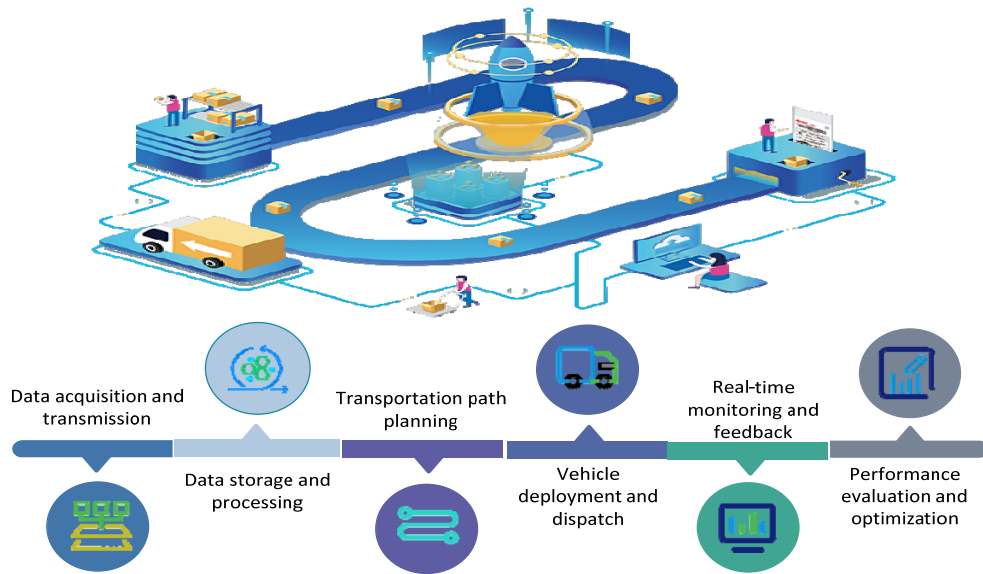 Data acquisition and
transmission
Data storage and
processing
Transportation path
planning
Vehicle
deployment and
dispatch
Real-time
monitoring and
feedback
Performance
evaluation and
optimization